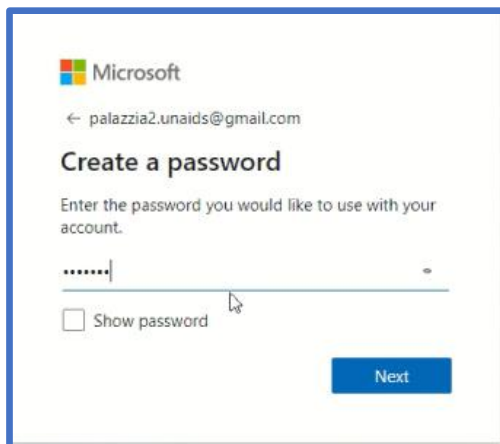 Microsoft
← palazzia2.unaids@gmail.com
Create a password
Enter the password you would like to use with your
account.
•••••••
Show password
Next